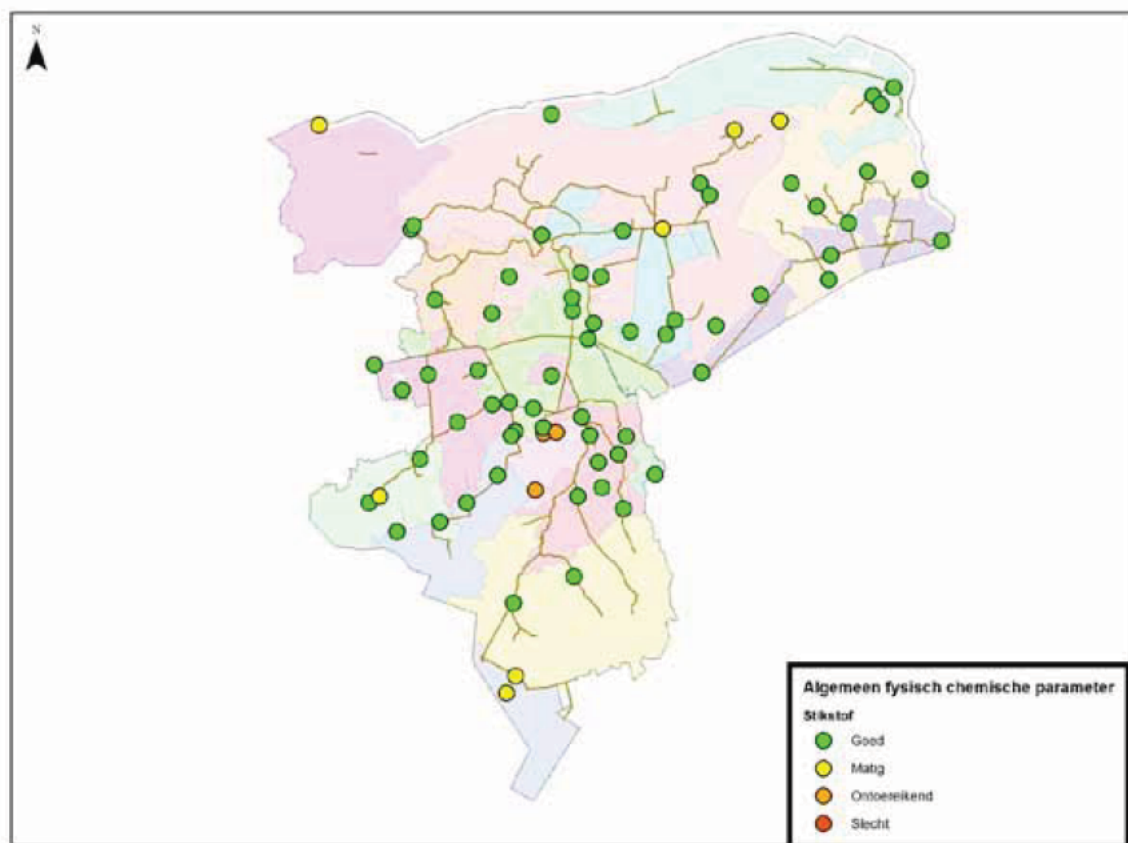 N
Algemeen fysisch chemische parameter
Stikstof
Goed
Matig
Ontoereikend
Slecht